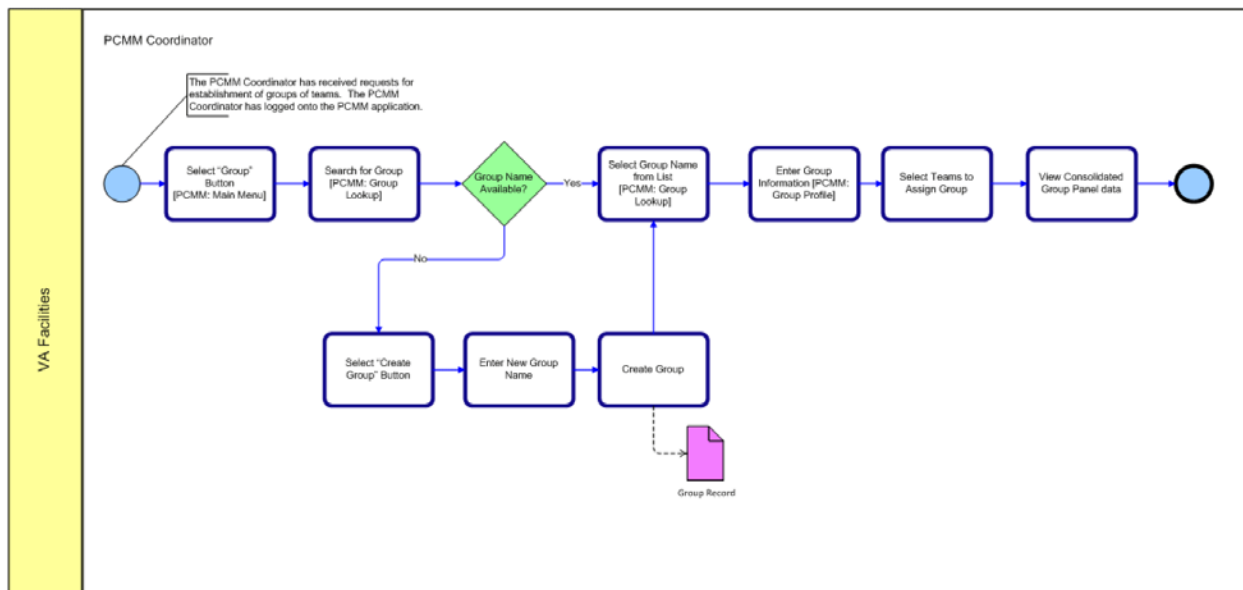 PCMM Coordinator
The PCMM Coordinator has received requests for
establishment of groups of teams. The PCMM
Coordinator has logged onto the PCMM application.
VA Facilities
Select “Group”
Button
[PCMM: Main Menu]
Search for Group
[PCMM: Group
Lookup]
Group Name
Available?
Yes
Select Group Name
from List
[PCMM: Group
Lookup]
Enter Group
Information [PCMM:
Group Profile]
Select Teams to
Assign Group
View Consolidated
Group Panel data
No
Select “Create
Group” Button
Enter New Group
Name
Create Group
Group Record